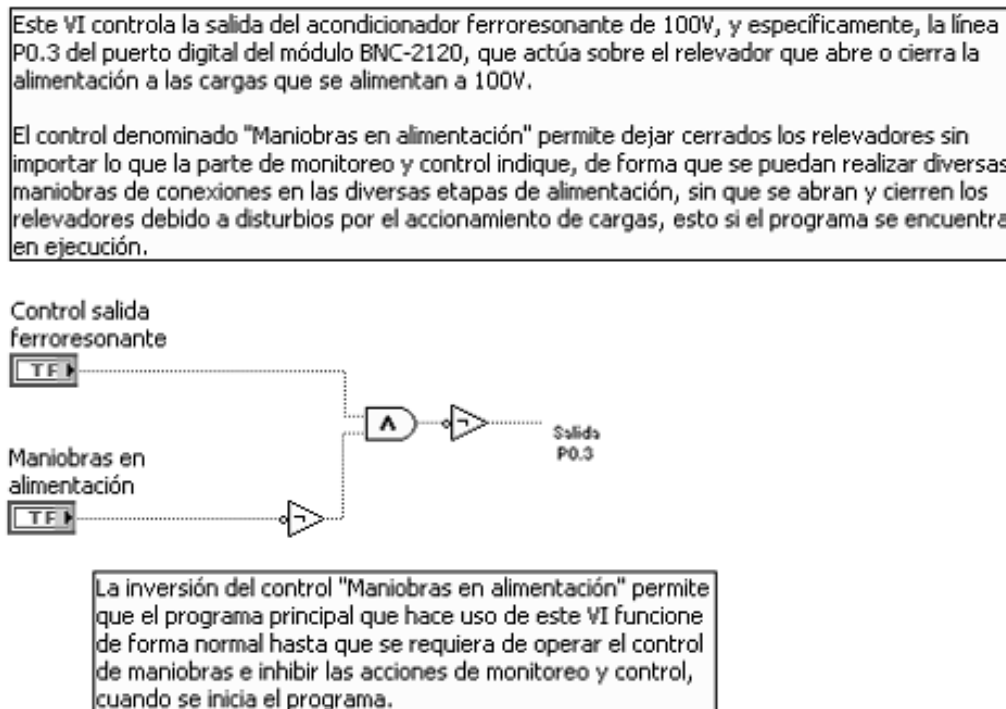 Este VI controla la salida del acondicionador ferroresonante de 100V, y específicamente, la línea
P0.3 del puerto digital del módulo BNC-2120, que actúa sobre el relevador que abre o cierra la
alimentación a las cargas que se alimentan a 100V.
El control denominado "Maniobras en alimentación" permite dejar cerrados los relevadores sin
importar lo que la parte de monitoreo y control indique, de forma que se puedan realizar diversas
maniobras de conexiones en las diversas etapas de alimentación, sin que se abran y cierren los
relevadores debido a disturbios por el accionamiento de cargas, esto si el programa se encuentra
en ejecución.
Control salida
ferroresonante
TF
Salida
P0.3
Maniobras en
alimentación
TF
La inversión del control "Maniobras en alimentación" permite
que el programa principal que hace uso de este VI funcione
de forma normal hasta que se requiera de operar el control
de maniobras e inhibir las acciones de monitoreo y control,
cuando se inicia el programa.